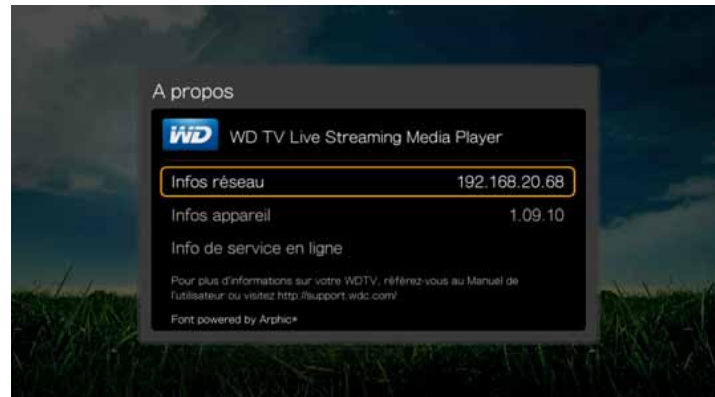 A propos
WD WD TV Live Streaming Media Player
Infos réseau 192.168.20.68
Infos appareil 1.09.10
Info de service en ligne
Pour plus d'informations sur votre WDTV, référez-vous au Manuel de
l'utilisateur ou visitez http://support.wdc.com/
Font powered by Arphic*